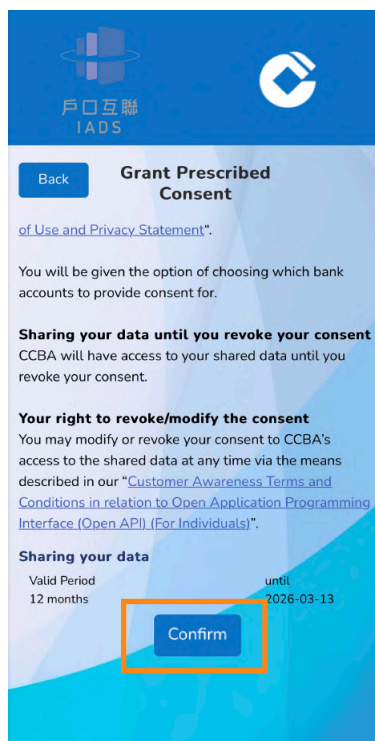 戶口互聯
IADS
Back
Grant Prescribed
Consent
of Use and Privacy Statement“.
You will be given the option of choosing which bank
accounts to provide consent for.
Sharing your data until you revoke your consent
CCBA will have access to your shared data until you
revoke your consent.
Your right to revoke/modify the consent
You may modify or revoke your consent to CCBA’s
access to the shared data at any time via the means
described in our “Customer Awareness Terms and
Conditions in relation to Open Application Programming
Interface (Open API) (For Individuals)”.
Sharing your data
Valid Period until
12 months 2026-03-13
Confirm